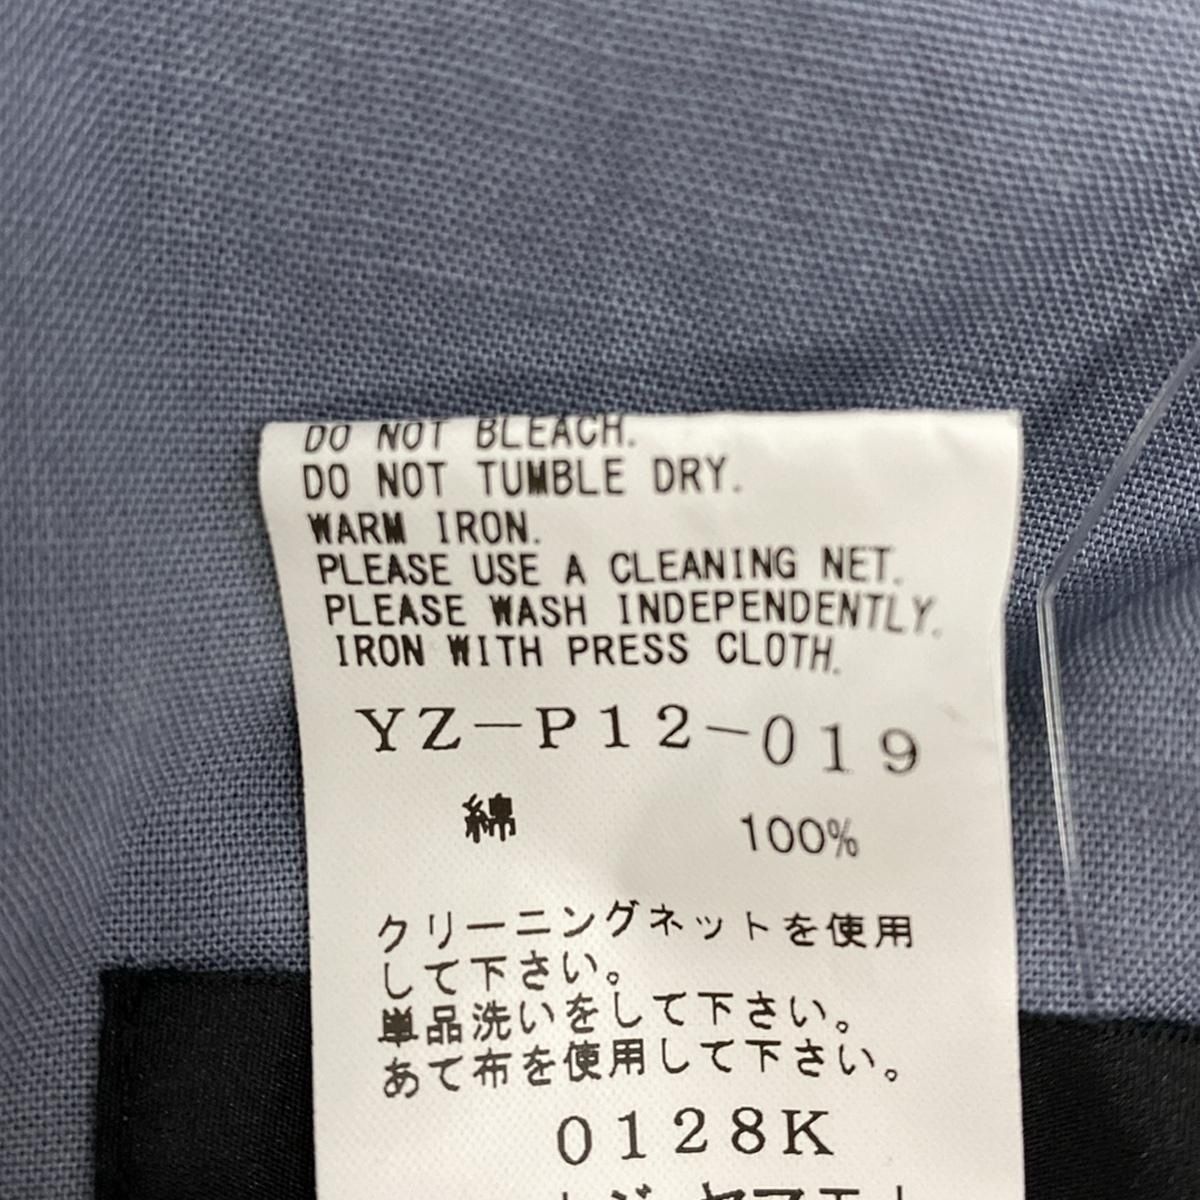 DO NOT BLEACH.
DO NOT TUMBLE DRY.
WARM IRON.
PLEASE USE A CLEANING NET.
PLEASE WASH INDEPENDENTLY.
IRON WITH PRESS CLOTH.
YZ-P12-019
綿 100%
クリーニングネットを使用
して下さい。
単品洗いをして下さい。
あて布を使用して下さい。
0128K